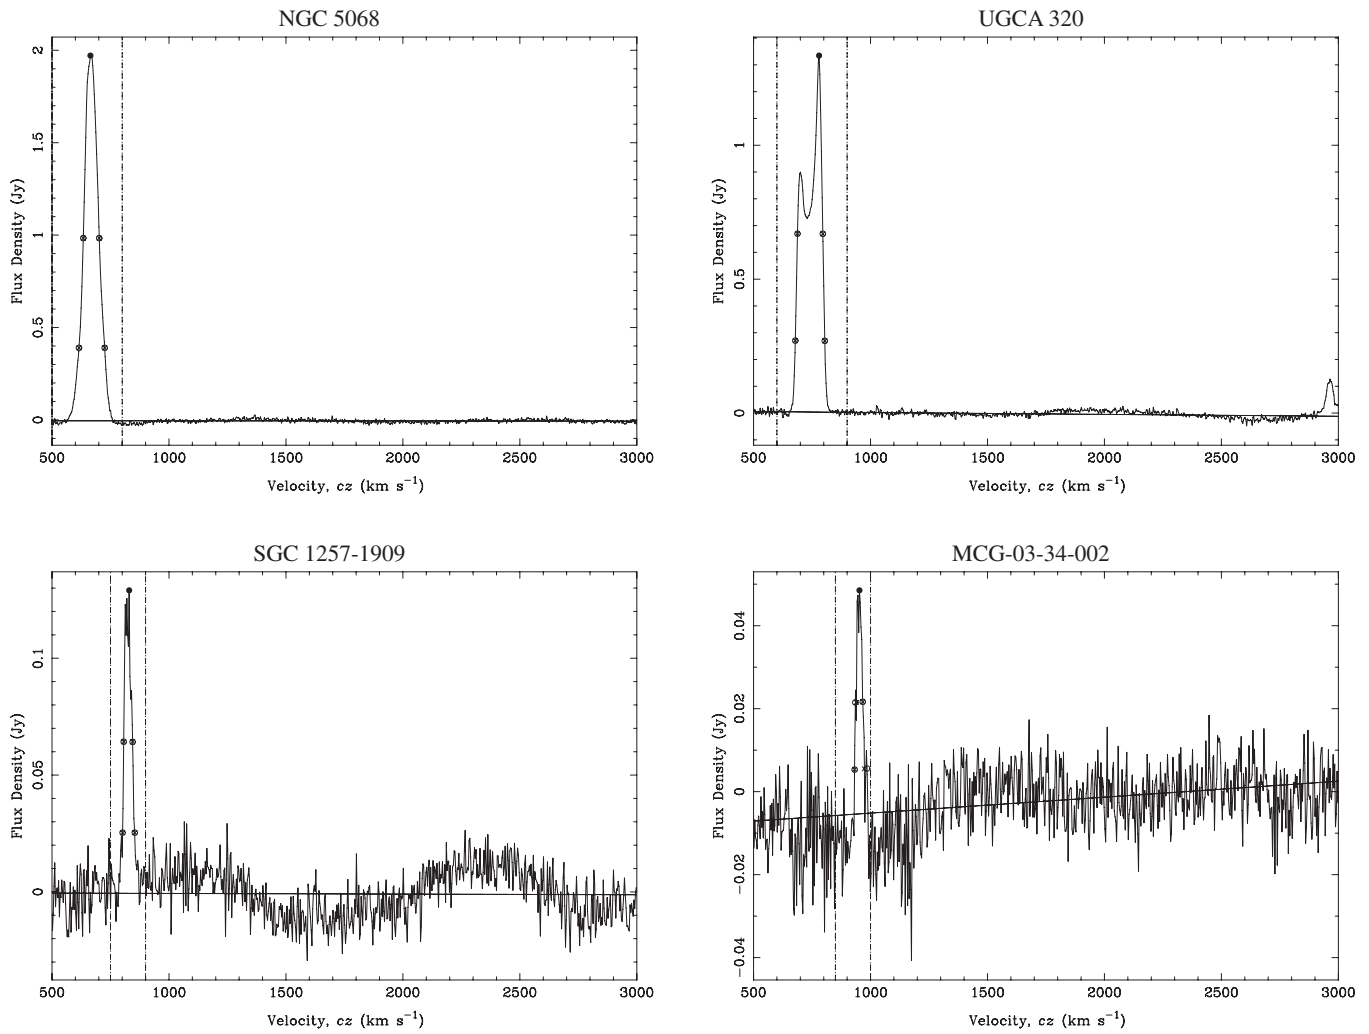 NGC 5068
2
1.5
1
0.5
0
Flux Density (Jy)
500 1000 1500 2000 2500 3000
Velocity, cz (km s⁻¹)
UGCA 320
1
0.5
0
Flux Density (Jy)
500 1000 1500 2000 2500 3000
Velocity, cz (km s⁻¹)
SGC 1257-1909
0.1
0.05
0
Flux Density (Jy)
500 1000 1500 2000 2500 3000
Velocity, cz (km s⁻¹)
MCG-03-34-002
0.04
0.02
0
−0.02
−0.04
Flux Density (Jy)
500 1000 1500 2000 2500 3000
Velocity, cz (km s⁻¹)